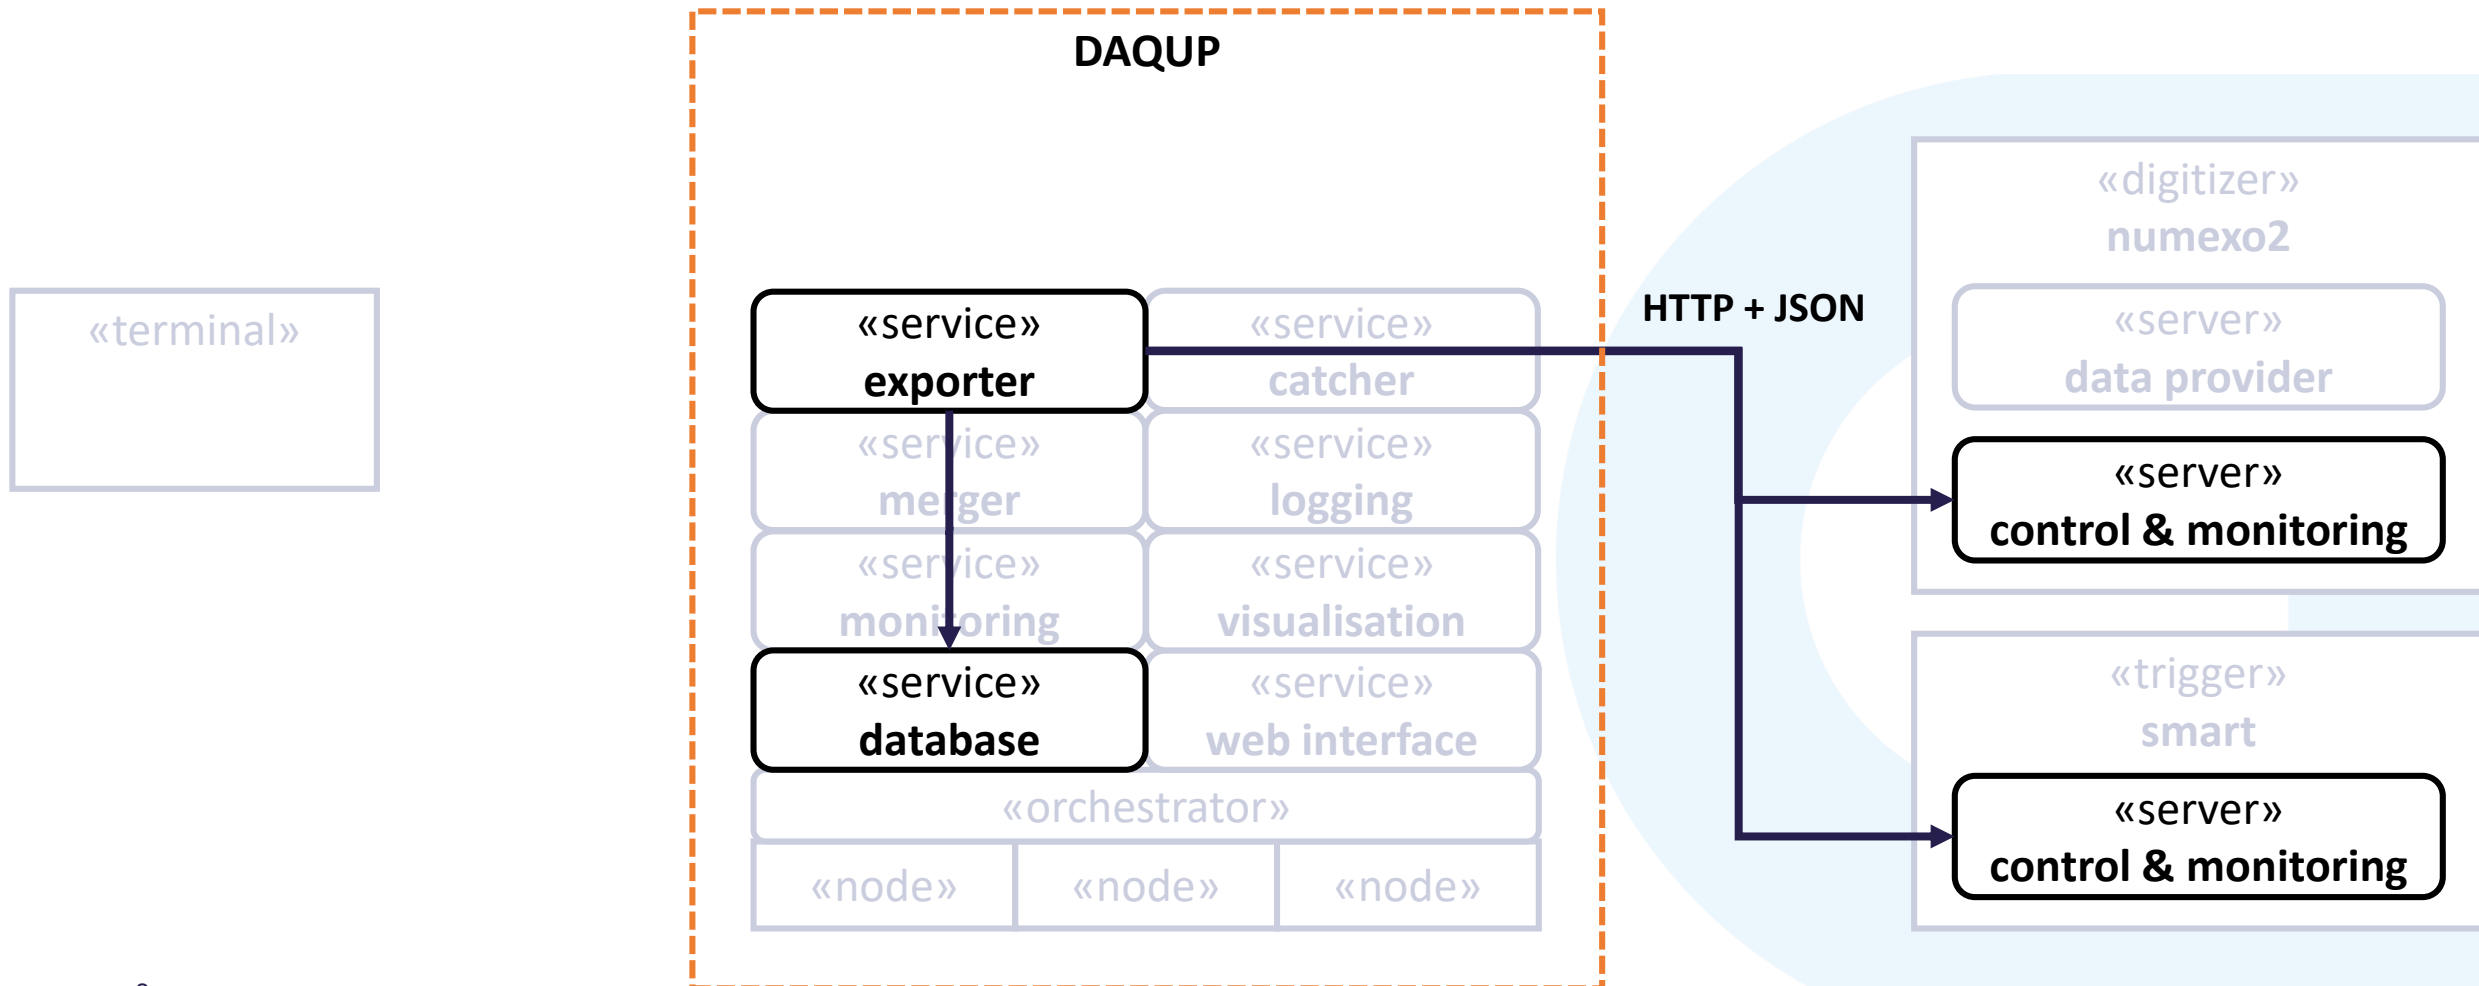 DAQUP
«terminal»
«service»
exporter
«service»
catcher
«service»
merger
«service»
logging
«service»
monitoring
«service»
visualisation
«service»
database
«service»
web interface
«orchestrator»
«node»
«node»
«node»
HTTP + JSON
«digitizer»
numexo2
«server»
data provider
«server»
control & monitoring
«trigger»
smart
«server»
control & monitoring